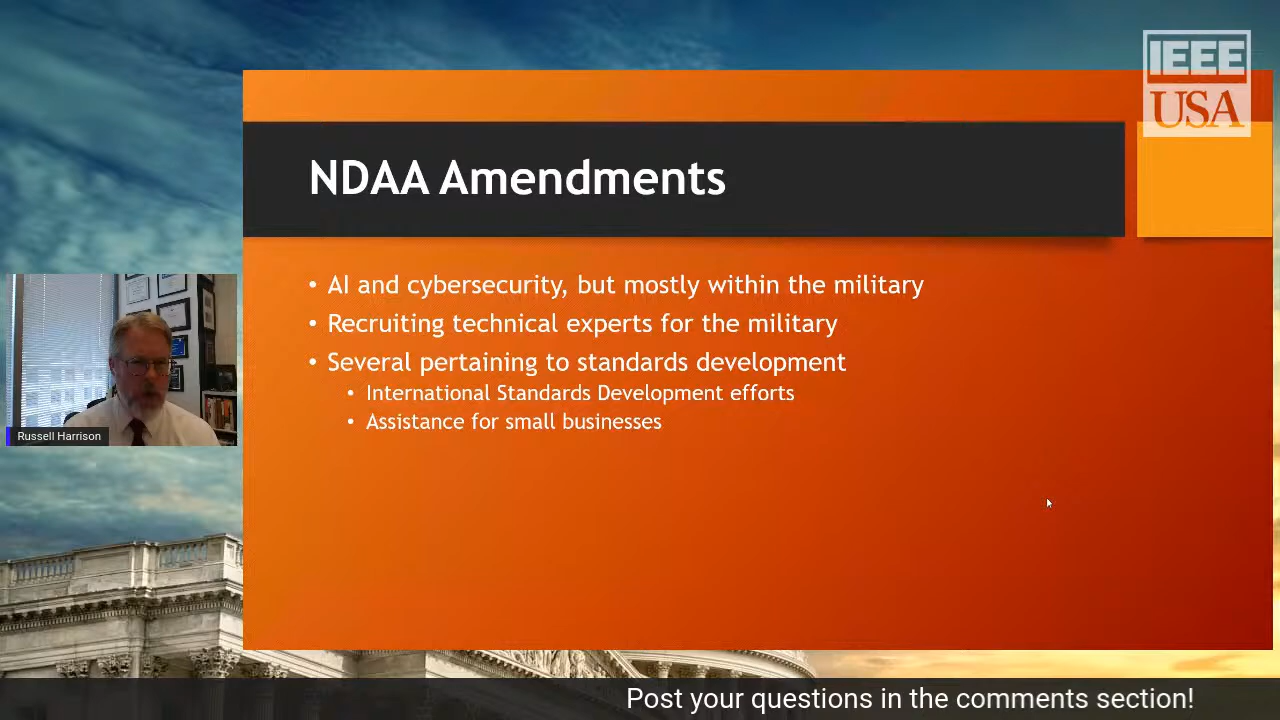 IEEE
USA
NDAA Amendments
• AI and cybersecurity, but mostly within the military
• Recruiting technical experts for the military
• Several pertaining to standards development
• International Standards Development efforts
• Assistance for small businesses
Russell Harrison
Post your questions in the comments section!